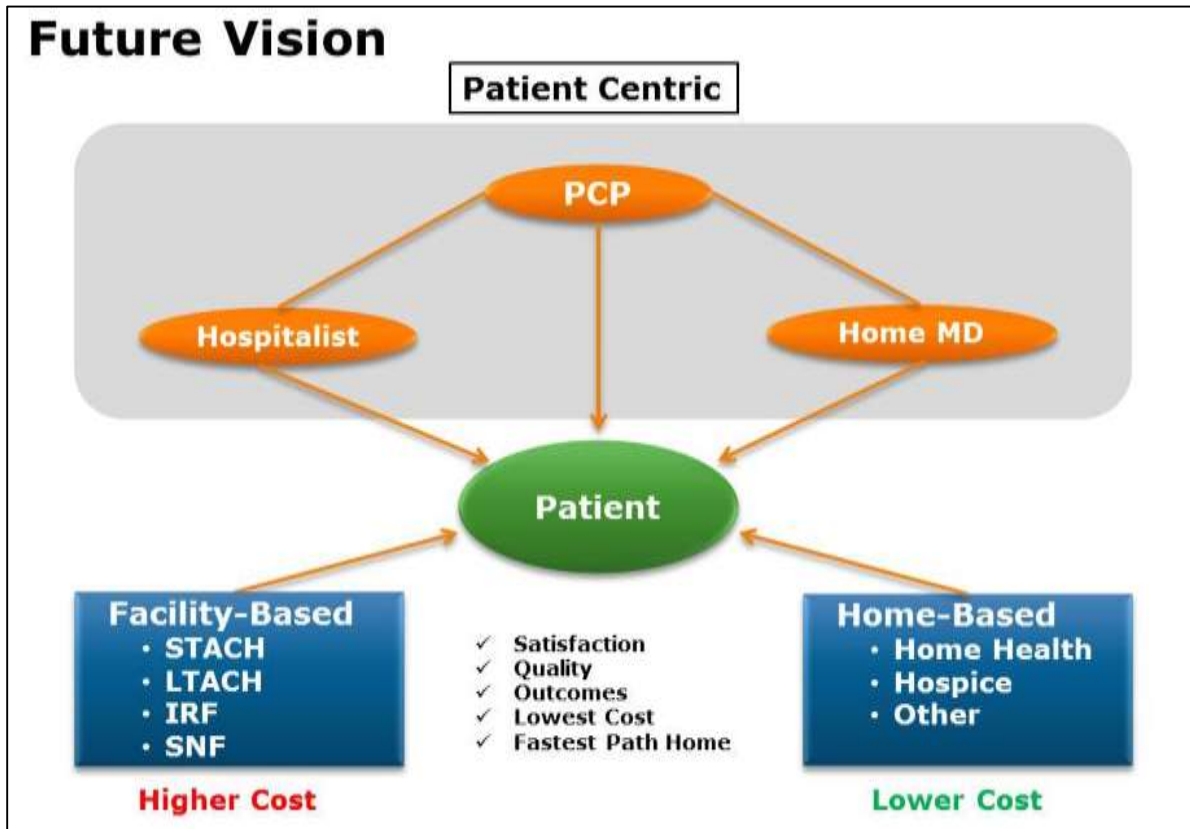 Future Vision
Patient Centric
PCP
Hospitalist
Home MD
Patient
Facility-Based
• STACH
• LTACH
• IRF
• SNF
Higher Cost
✓ Satisfaction
✓ Quality
✓ Outcomes
✓ Lowest Cost
✓ Fastest Path Home
Home-Based
• Home Health
• Hospice
• Other
Lower Cost